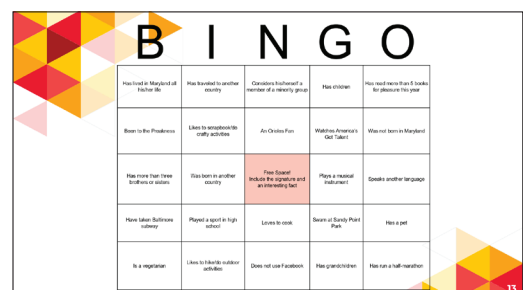 B I N G O
Has lived in Maryland all
his/her life
Has traveled to another
country
Considers his/herself a
member of a minority group
Has children
Has read more than 5 books
for pleasure this year
Been to the Preakness
Likes to scrapbook/do
crafty activities
An Orioles Fan
Watches America's
Got Talent
Was not born in Maryland
Has more than three
brothers or sisters
Was born in another
country
Free Space!
Include the signature and
an interesting fact
Plays a musical
instrument
Speaks another language
Have taken Baltimore
subway
Played a sport in high
school
Loves to cook
Swam at Sandy Point
Park
Has a pet
Is a vegetarian
Likes to hike/do outdoor
activities
Does not use Facebook
Has grandchildren
Has run a half-marathon
13